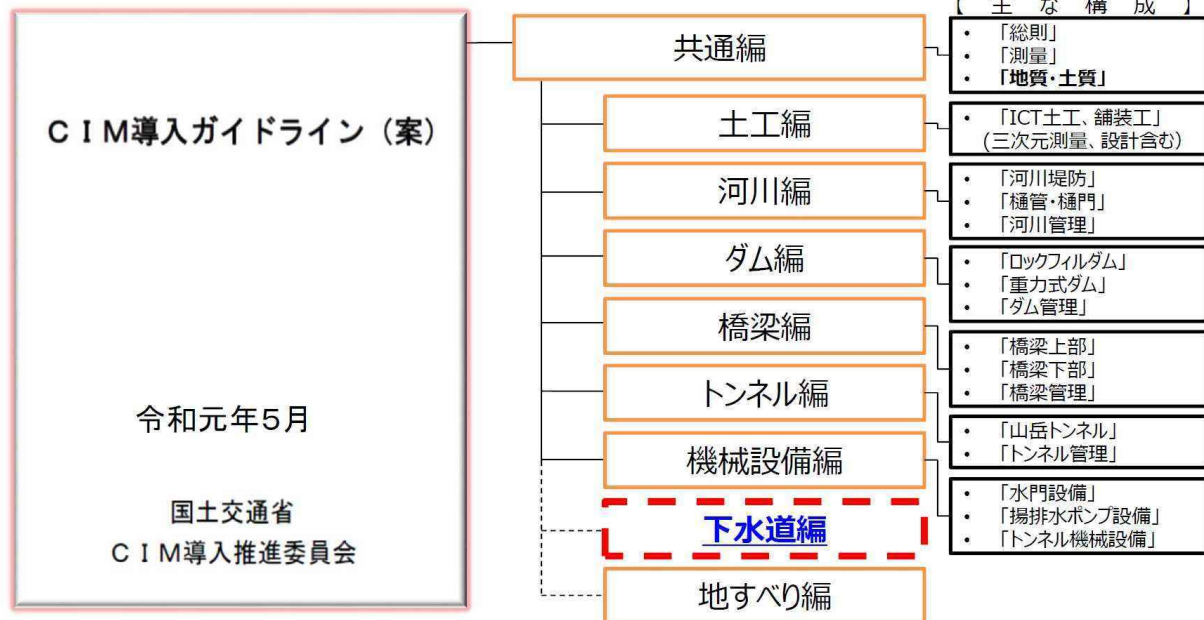 CIM導入ガイドライン（案）
令和元年5月
国土交通省
CIM導入推進委員会
共通編
土工編
河川編
ダム編
橋梁編
トンネル編
機械設備編
下水道編
地すべり編
【主な構成】
・「総則」
・「測量」
・「地質・土質」
・「ICT土工、舗装工」
(三次元測量、設計含む)
・「河川堤防」
・「樋管・樋門」
・「河川管理」
・「ロックフィルダム」
・「重力式ダム」
・「ダム管理」
・「橋梁上部」
・「橋梁下部」
・「橋梁管理」
・「山岳トンネル」
・「トンネル管理」
・「水門設備」
・「揚排水ポンプ設備」
・「トンネル機械設備」